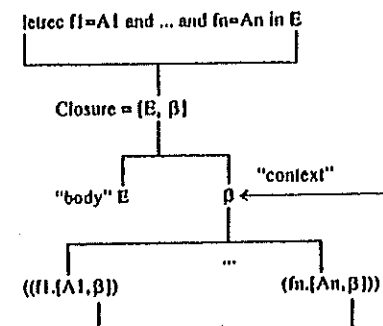 letrec f1=A1 and ... and fn=An in E
Closure = [E, β]
"context"
"body" E
β
...
((f1.[A1,β])
(fn.[An,β]))